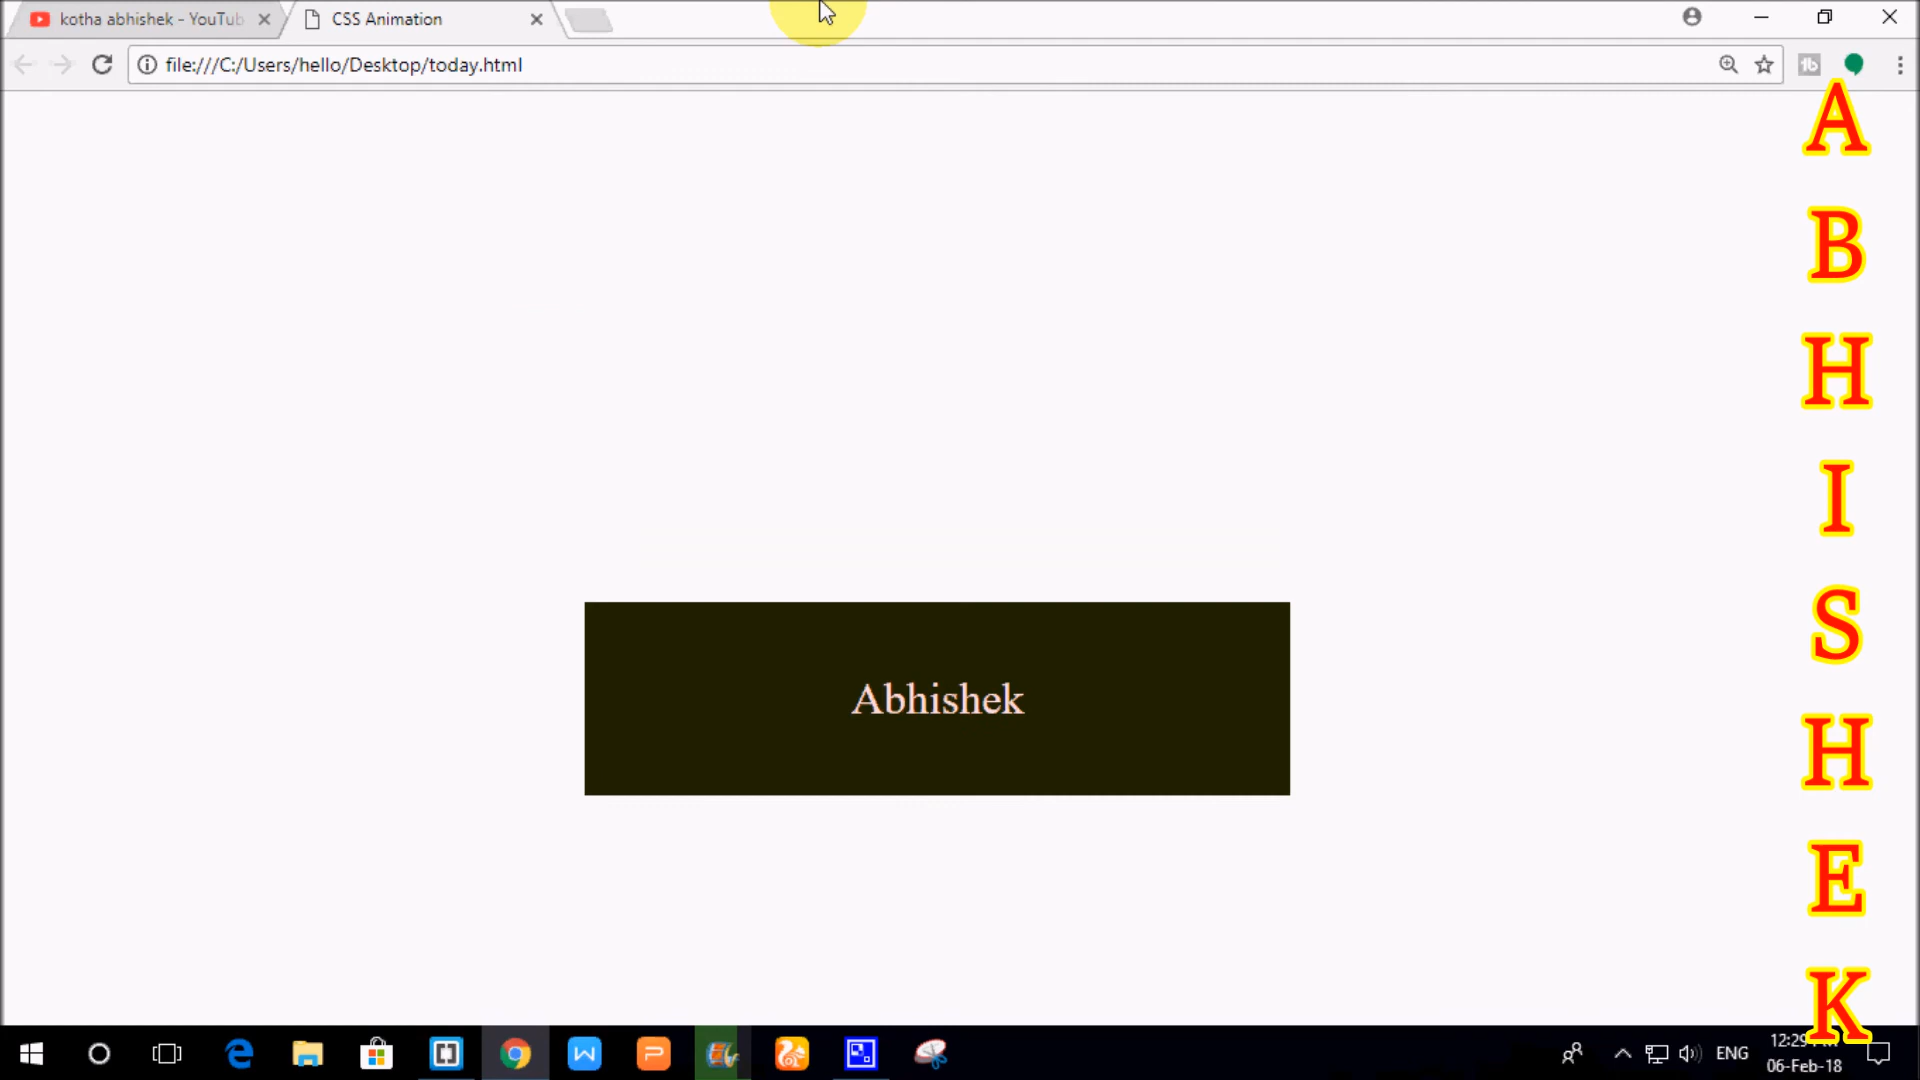 kotha abhishek - YouTub
CSS Animation
file:///C:/Users/hello/Desktop/today.html
A
B
H
I
S
H
E
K
Abhishek
ENG
06-Feb-18